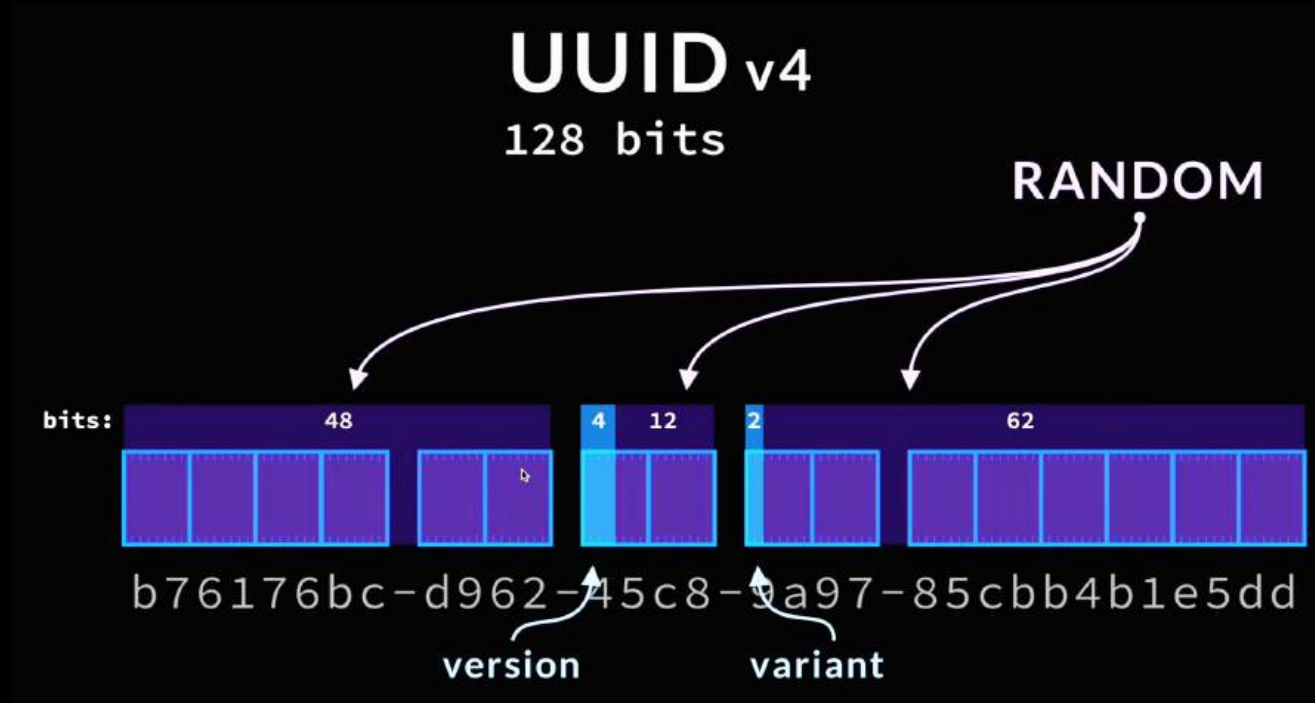 UUID v4
128 bits
RANDOM
bits: 48 4 12 2 62
b76176bc-d962-45c8-9a97-85cbb4b1e5dd
version variant